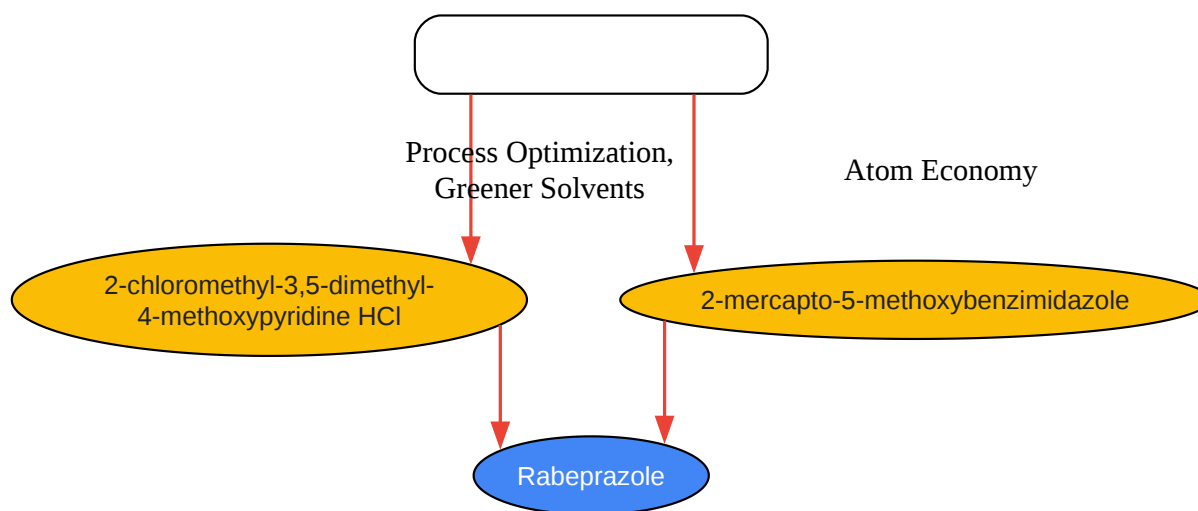 Process Optimization,
Greener Solvents
Atom Economy
2-chloromethyl-3,5-dimethyl-
4-methoxypyridine HCl
2-mercapto-5-methoxybenzimidazole
Rabeprazole